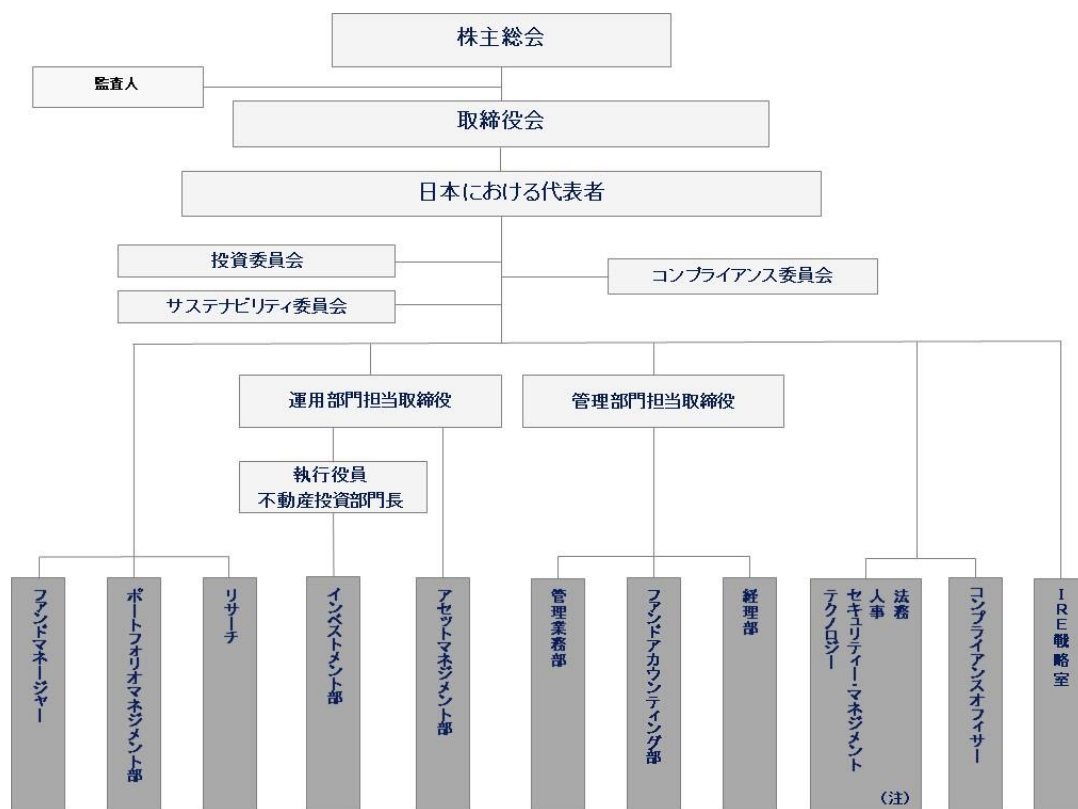 株主総会
監査人
取締役会
日本における代表者
投資委員会
コンプライアンス委員会
サステナビリティ委員会
運用部門担当取締役
管理部門担当取締役
執行役員
不動産投資部門長
ファンドマネージャー
ポートフォリオマネジメント部
リサーチ
インベストメント部
アセットマネジメント部
管理業務部
ファンドアカウンティング部
経理部
法務
人事
セキュリティー・マネジメント
テクノロジー
(注)
コンプライアンスオフィサー
IRE戦略室